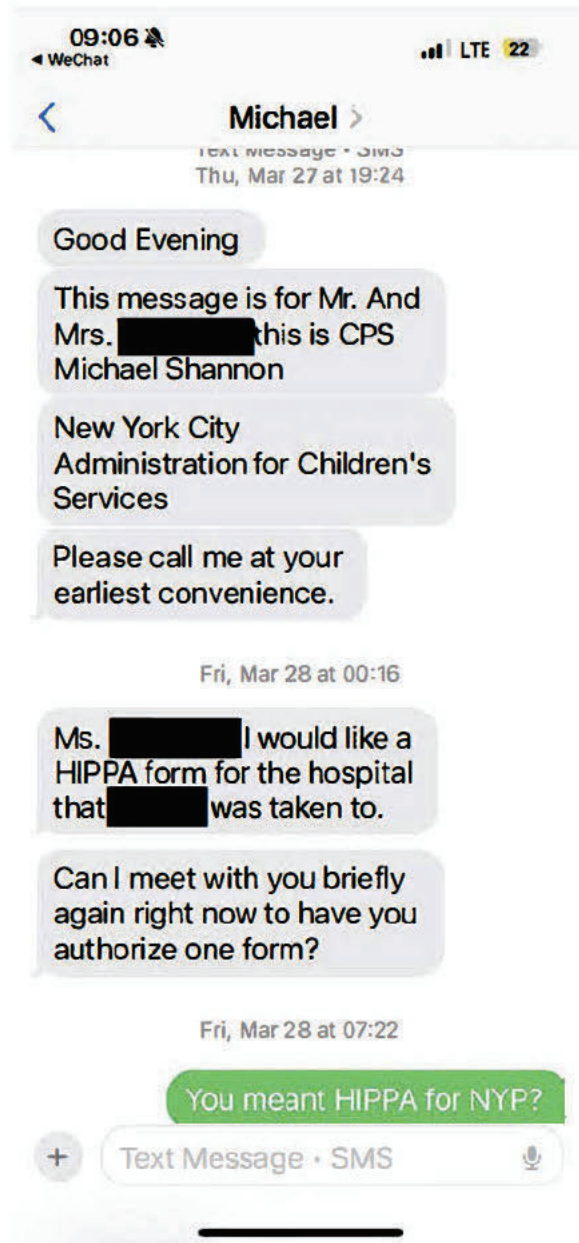 09:06
◀ WeChat
LTE 22
Michael >
Text Message • SMS
Thu, Mar 27 at 19:24
Good Evening
This message is for Mr. And
Mrs. this is CPS
Michael Shannon
New York City
Administration for Children's
Services
Please call me at your
earliest convenience.
Fri, Mar 28 at 00:16
Ms. I would like a
HIPPA form for the hospital
that was taken to.
Can I meet with you briefly
again right now to have you
authorize one form?
Fri, Mar 28 at 07:22
You meant HIPPA for NYP?
+ Text Message • SMS